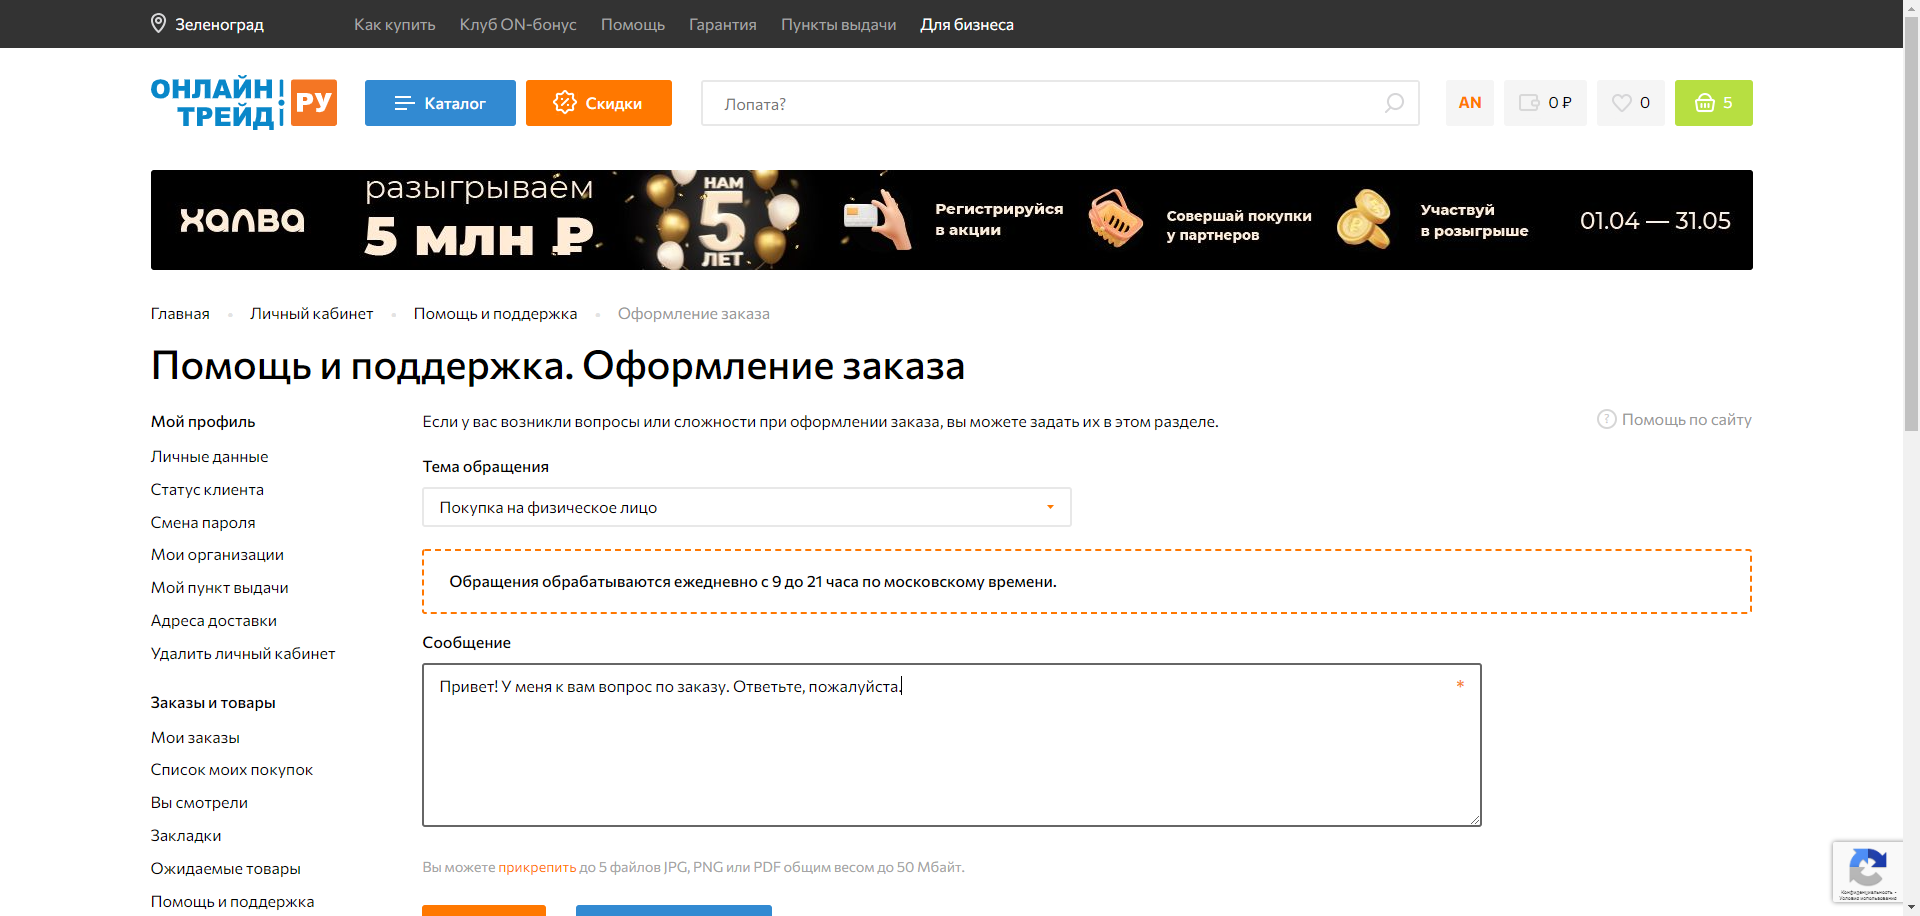 Зеленоград
Как купить
Клуб ON-бонус
Помощь
Гарантия
Пункты выдачи
Для бизнеса
ОНЛАЙН ТРЕЙД РУ
Каталог
Скидки
Лопата?
AN
0 ₽
0
5
халва
разыгрываем
5 млн ₽
НАМ
5
ЛЕТ
Регистрируйся
в акции
Совершай покупки
у партнеров
Участвуй
в розыгрыше
01.04 — 31.05
Главная
Личный кабинет
Помощь и поддержка
Оформление заказа
Помощь и поддержка. Оформление заказа
Мой профиль
Личные данные
Статус клиента
Смена пароля
Мои организации
Мой пункт выдачи
Адреса доставки
Удалить личный кабинет
Заказы и товары
Мои заказы
Список моих покупок
Вы смотрели
Закладки
Ожидаемые товары
Помощь и поддержка
Если у вас возникли вопросы или сложности при оформлении заказа, вы можете задать их в этом разделе.
? Помощь по сайту
Тема обращения
Покупка на физическое лицо
Обращения обрабатываются ежедневно с 9 до 21 часа по московскому времени.
Сообщение
Привет! У меня к вам вопрос по заказу. Ответьте, пожалуйста.
*
Вы можете прикрепить до 5 файлов JPG, PNG или PDF общим весом до 50 Мбайт.
Конфиденциальность -
Условия использования